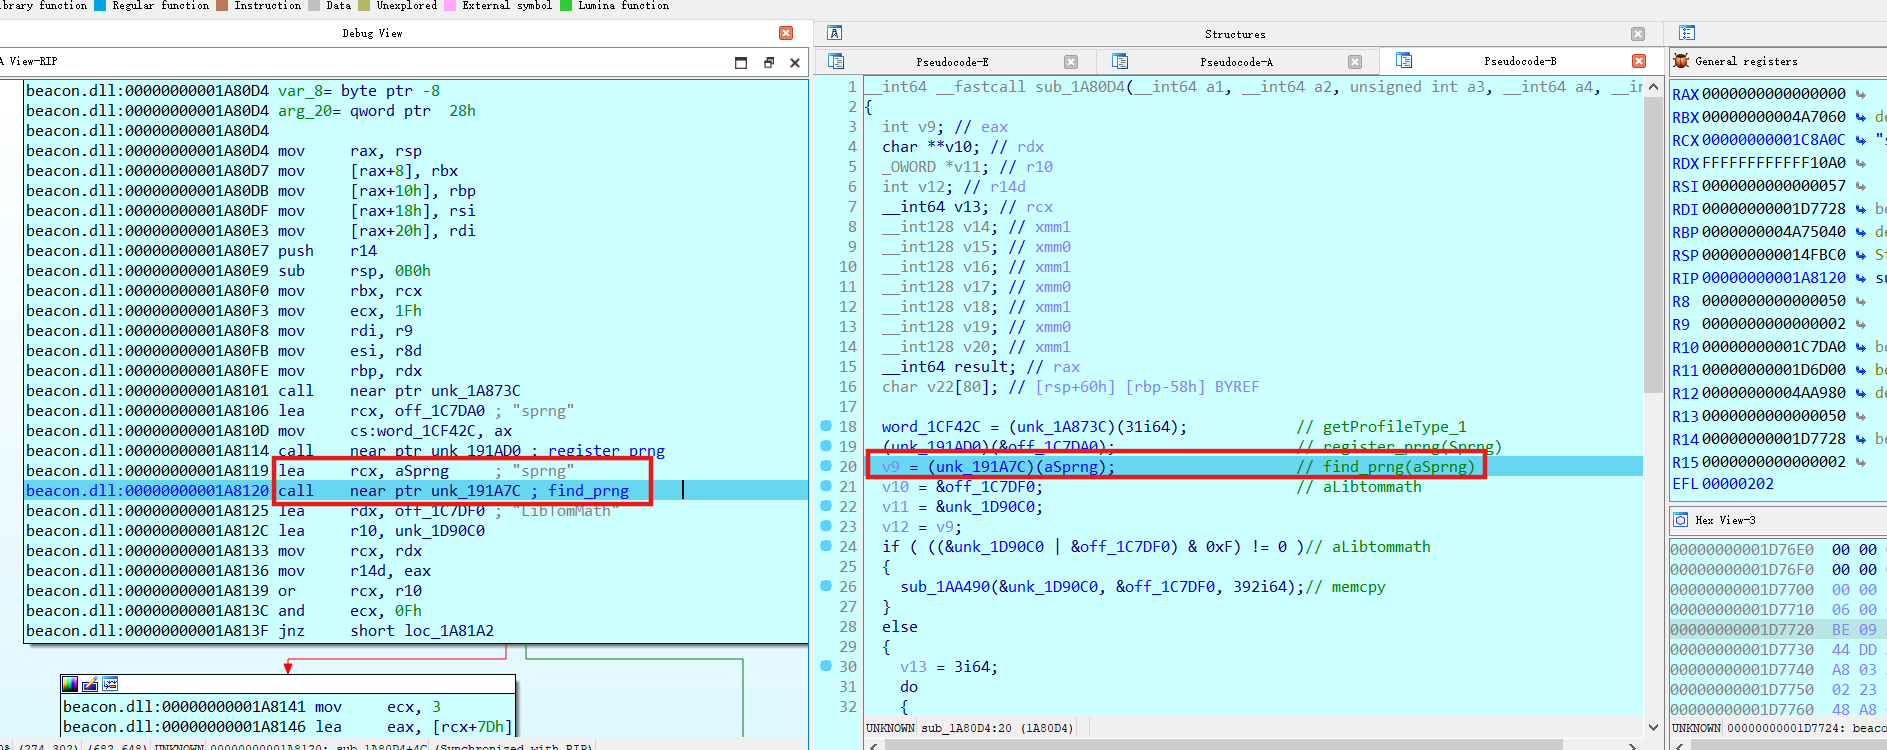 brary function Regular function Instruction Data Unexplored External symbol Lumina function
Debug View
A View-RIP
beacon.dll:00000000001A80D4 var_8= byte ptr -8
beacon.dll:00000000001A80D4 arg_20= qword ptr  28h
beacon.dll:00000000001A80D4
beacon.dll:00000000001A80D4 mov     rax, rsp
beacon.dll:00000000001A80D7 mov     [rax+8], rbx
beacon.dll:00000000001A80DB mov     [rax+10h], rbp
beacon.dll:00000000001A80DF mov     [rax+18h], rsi
beacon.dll:00000000001A80E3 mov     [rax+20h], rdi
beacon.dll:00000000001A80E7 push    r14
beacon.dll:00000000001A80E9 sub     rsp, 0B0h
beacon.dll:00000000001A80F0 mov     rbx, rcx
beacon.dll:00000000001A80F3 mov     ecx, 1Fh
beacon.dll:00000000001A80F8 mov     rdi, r9
beacon.dll:00000000001A80FB mov     esi, r8d
beacon.dll:00000000001A80FE mov     rbp, rdx
beacon.dll:00000000001A8101 call    near ptr unk_1A873C
beacon.dll:00000000001A8106 lea     rcx, off_1C7DA0 ; "sprng"
beacon.dll:00000000001A810D mov     cs:word_1CF42C, ax
beacon.dll:00000000001A8114 call    near ptr unk_191AD0 ; register_prng
beacon.dll:00000000001A8119 lea     rcx, aSprng     ; "sprng"
beacon.dll:00000000001A8120 call    near ptr unk_191A7C ; find_prng
beacon.dll:00000000001A8125 lea     rdx, off_1C7DF0 ; "LibTomMath"
beacon.dll:00000000001A812C lea     r10, unk_1D90C0
beacon.dll:00000000001A8133 mov     rcx, rdx
beacon.dll:00000000001A8136 mov     r14d, eax
beacon.dll:00000000001A8139 or      rcx, r10
beacon.dll:00000000001A813C and     ecx, 0Fh
beacon.dll:00000000001A813F jnz     short loc_1A81A2
beacon.dll:00000000001A8141 mov     ecx, 3
beacon.dll:00000000001A8146 lea     eax, [rcx+7Dh]
(274,302) (682,648) UNKNOWN 00000000001A8120: sub_1A80D4+4C (Synchronized with RIP)
Structures
Pseudocode-E Pseudocode-A Pseudocode-B
1 __int64 __fastcall sub_1A80D4(__int64 a1, __int64 a2, unsigned int a3, __int64 a4, __in
2 {
3   int v9; // eax
4   char **v10; // rdx
5   _OWORD *v11; // r10
6   int v12; // r14d
7   __int64 v13; // rcx
8   __int128 v14; // xmm1
9   __int128 v15; // xmm0
10   __int128 v16; // xmm1
11   __int128 v17; // xmm0
12   __int128 v18; // xmm1
13   __int128 v19; // xmm0
14   __int128 v20; // xmm1
15   __int64 result; // rax
16   char v22[80]; // [rsp+60h] [rbp-58h] BYREF
17
18   word_1CF42C = (unk_1A873C)(31i64);            // getProfileType_1
19   (unk_191AD0)(&off_1C7DA0);                    // register_prng(Sprng)
20   v9 = (unk_191A7C)(aSprng);                    // find_prng(aSprng)
21   v10 = &off_1C7DF0;                            // aLibtommath
22   v11 = &unk_1D90C0;
23   v12 = v9;
24   if ( ((&unk_1D90C0 | &off_1C7DF0) & 0xF) != 0 )// aLibtommath
25   {
26     sub_1AA490(&unk_1D90C0, &off_1C7DF0, 392i64);// memcpy
27   }
28   else
29   {
30     v13 = 3i64;
31     do
32     {
UNKNOWN sub_1A80D4:20 (1A80D4)
General registers
RAX 0000000000000000
RBX 00000000004A7060 de
RCX 00000000001C8A0C "s
RDX FFFFFFFFFFFF10A0
RSI 0000000000000057
RDI 00000000001D7728 be
RBP 0000000004A75040 de
RSP 00000000014FBC0 St
RIP 00000000001A8120 su
R8 0000000000000050
R9 0000000000000002
R10 00000000001C7DA0 be
R11 00000000001D6D00 be
R12 00000000004AA980 de
R13 0000000000000050
R14 00000000001D7728 be
R15 0000000000000002
EFL 00000202
Hex View-3
00000000001D76E0  00 00
00000000001D76F0  00 00
00000000001D7700  00 00
00000000001D7710  06 00
00000000001D7720  BE 09
00000000001D7730  44 DD
00000000001D7740  A8 03
00000000001D7750  02 23
00000000001D7760  48 A8
UNKNOWN 00000000001D7724: beaco